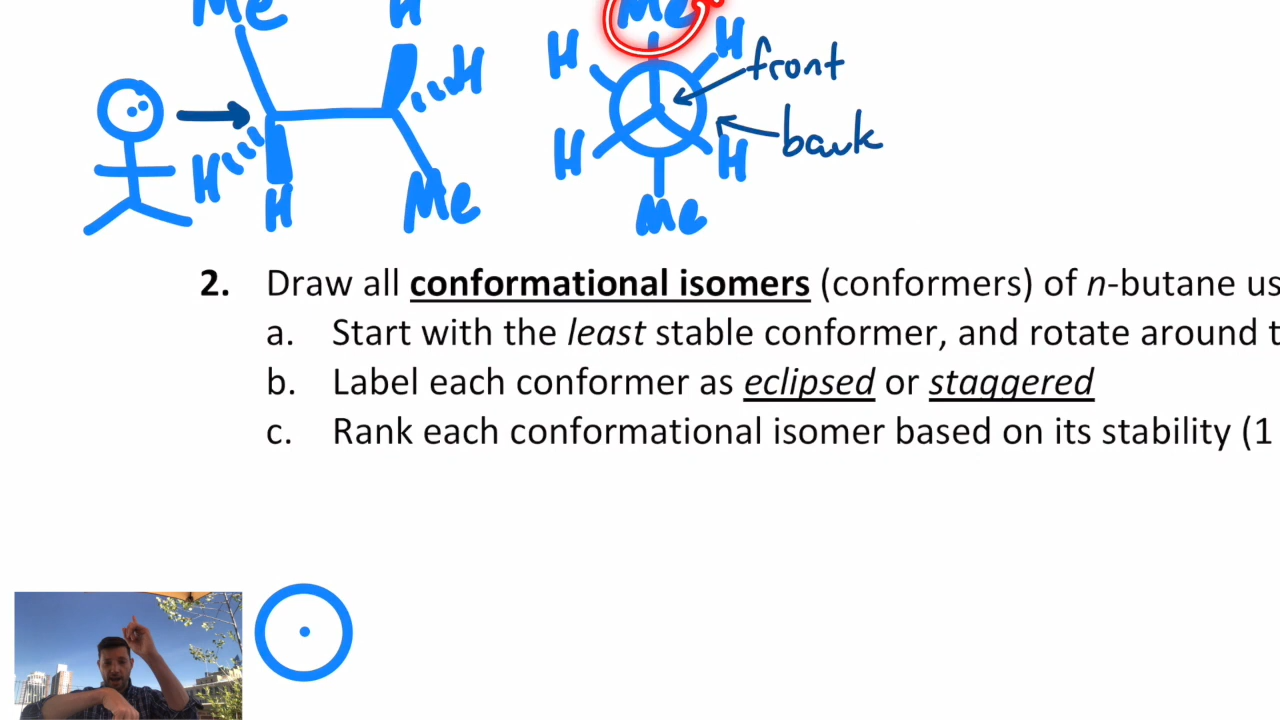 Me H Me
H H front
H
H H back
H Me Me
2. Draw all conformational isomers (conformers) of n-butane us
a. Start with the least stable conformer, and rotate around t
b. Label each conformer as eclipsed or staggered
c. Rank each conformational isomer based on its stability (1